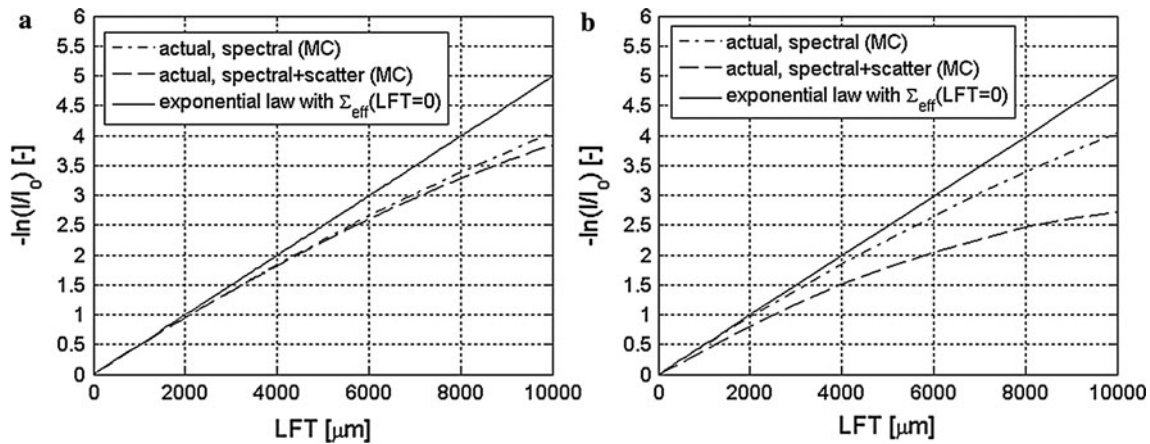 a
6
5.5
5
4.5
4
3.5
3
2.5
2
1.5
1
0.5
0
-ln(I/I₀) [-]
actual, spectral (MC)
actual, spectral+scatter (MC)
exponential law with Σeff(LFT=0)
0 2000 4000 6000 8000 10000
LFT [μm]
b
6
5.5
5
4.5
4
3.5
3
2.5
2
1.5
1
0.5
0
-ln(I/I₀) [-]
actual, spectral (MC)
actual, spectral+scatter (MC)
exponential law with Σeff(LFT=0)
0 2000 4000 6000 8000 10000
LFT [μm]